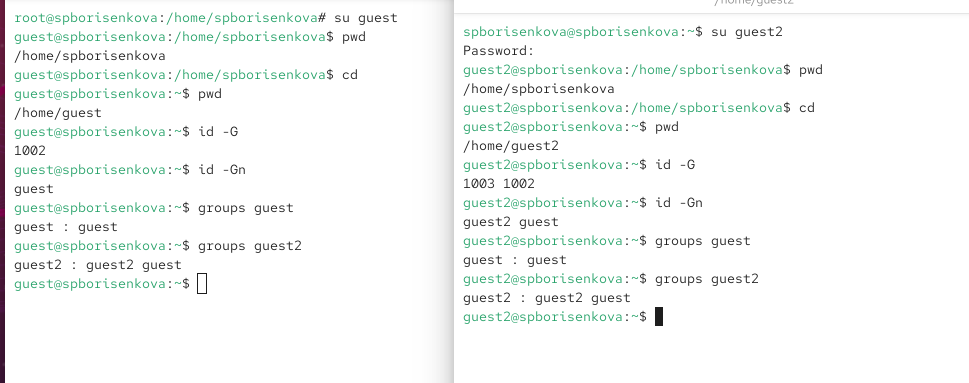 root@spborisenkova:/home/spborisenkova# su guest
guest@spborisenkova:/home/spborisenkova$ pwd
/home/spborisenkova
guest@spborisenkova:/home/spborisenkova$ cd
guest@spborisenkova:~$ pwd
/home/guest
guest@spborisenkova:~$ id -G
1002
guest@spborisenkova:~$ id -Gn
guest
guest@spborisenkova:~$ groups guest
guest : guest
guest@spborisenkova:~$ groups guest2
guest2 : guest2 guest
guest@spborisenkova:~$
/home/guest2
spborisenkova@spborisenkova:~$ su guest2
Password:
guest2@spborisenkova:/home/spborisenkova$ pwd
/home/spborisenkova
guest2@spborisenkova:/home/spborisenkova$ cd
guest2@spborisenkova:~$ pwd
/home/guest2
guest2@spborisenkova:~$ id -G
1003 1002
guest2@spborisenkova:~$ id -Gn
guest2 guest
guest2@spborisenkova:~$ groups guest
guest : guest
guest2@spborisenkova:~$ groups guest2
guest2 : guest2 guest
guest2@spborisenkova:~$